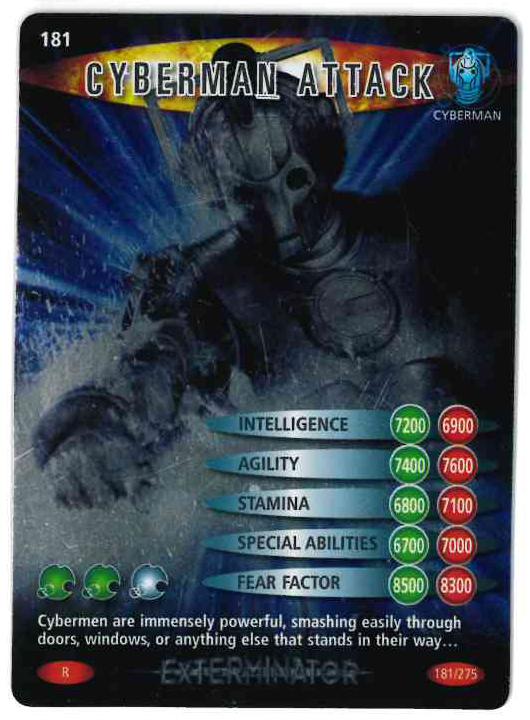 181
CYBERMAN ATTACK
CYBERMAN
INTELLIGENCE 7200 6900
AGILITY 7400 7600
STAMINA 6800 7100
SPECIAL ABILITIES 6700 7000
FEAR FACTOR 8500 8300
Cybermen are immensely powerful, smashing easily through
doors, windows, or anything else that stands in their way...
R EXTERMINATOR 181/275